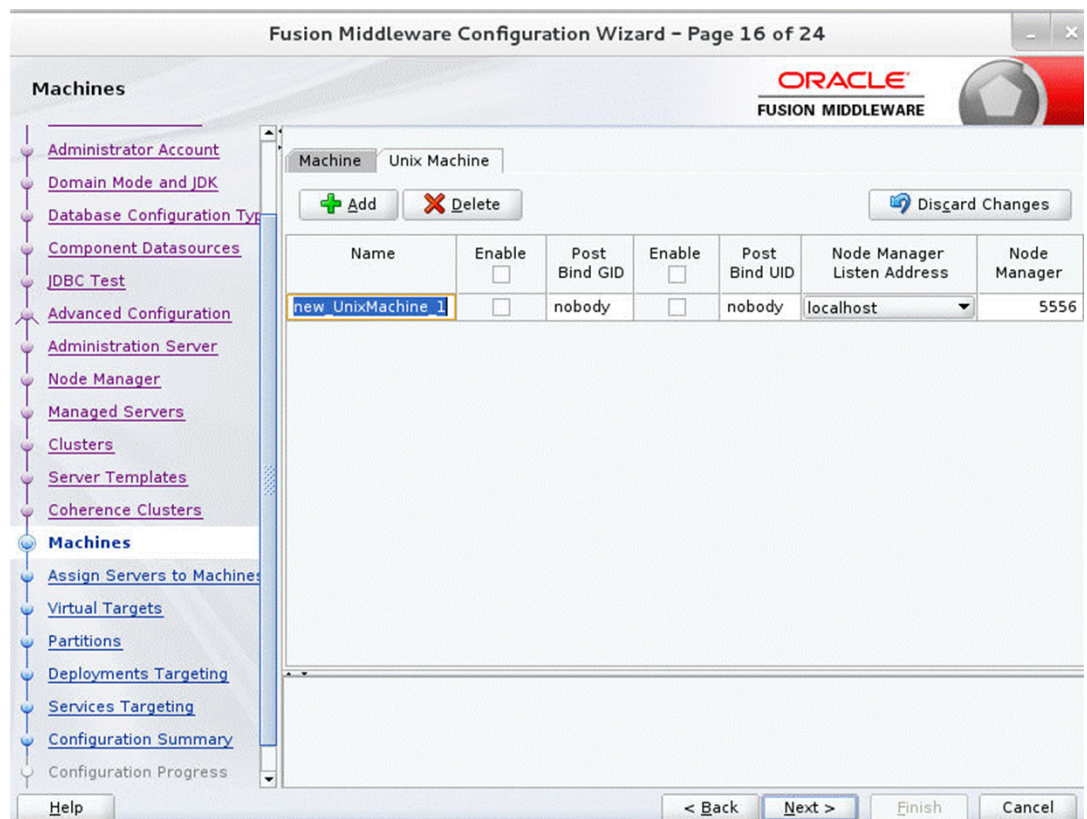 Fusion Middleware Configuration Wizard – Page 16 of 24
Machines
ORACLE
FUSION MIDDLEWARE
Administrator Account
Domain Mode and JDK
Database Configuration Typ
Component Datasources
JDBC Test
Advanced Configuration
Administration Server
Node Manager
Managed Servers
Clusters
Server Templates
Coherence Clusters
Machines
Assign Servers to Machines
Virtual Targets
Partitions
Deployments Targeting
Services Targeting
Configuration Summary
Configuration Progress
Machine Unix Machine
Add Delete Discard Changes
Name Enable Post Bind GID Enable Post Bind UID Node Manager Listen Address Node Manager
new_UnixMachine_1 nobody nobody localhost 5556
Help < Back Next > Finish Cancel